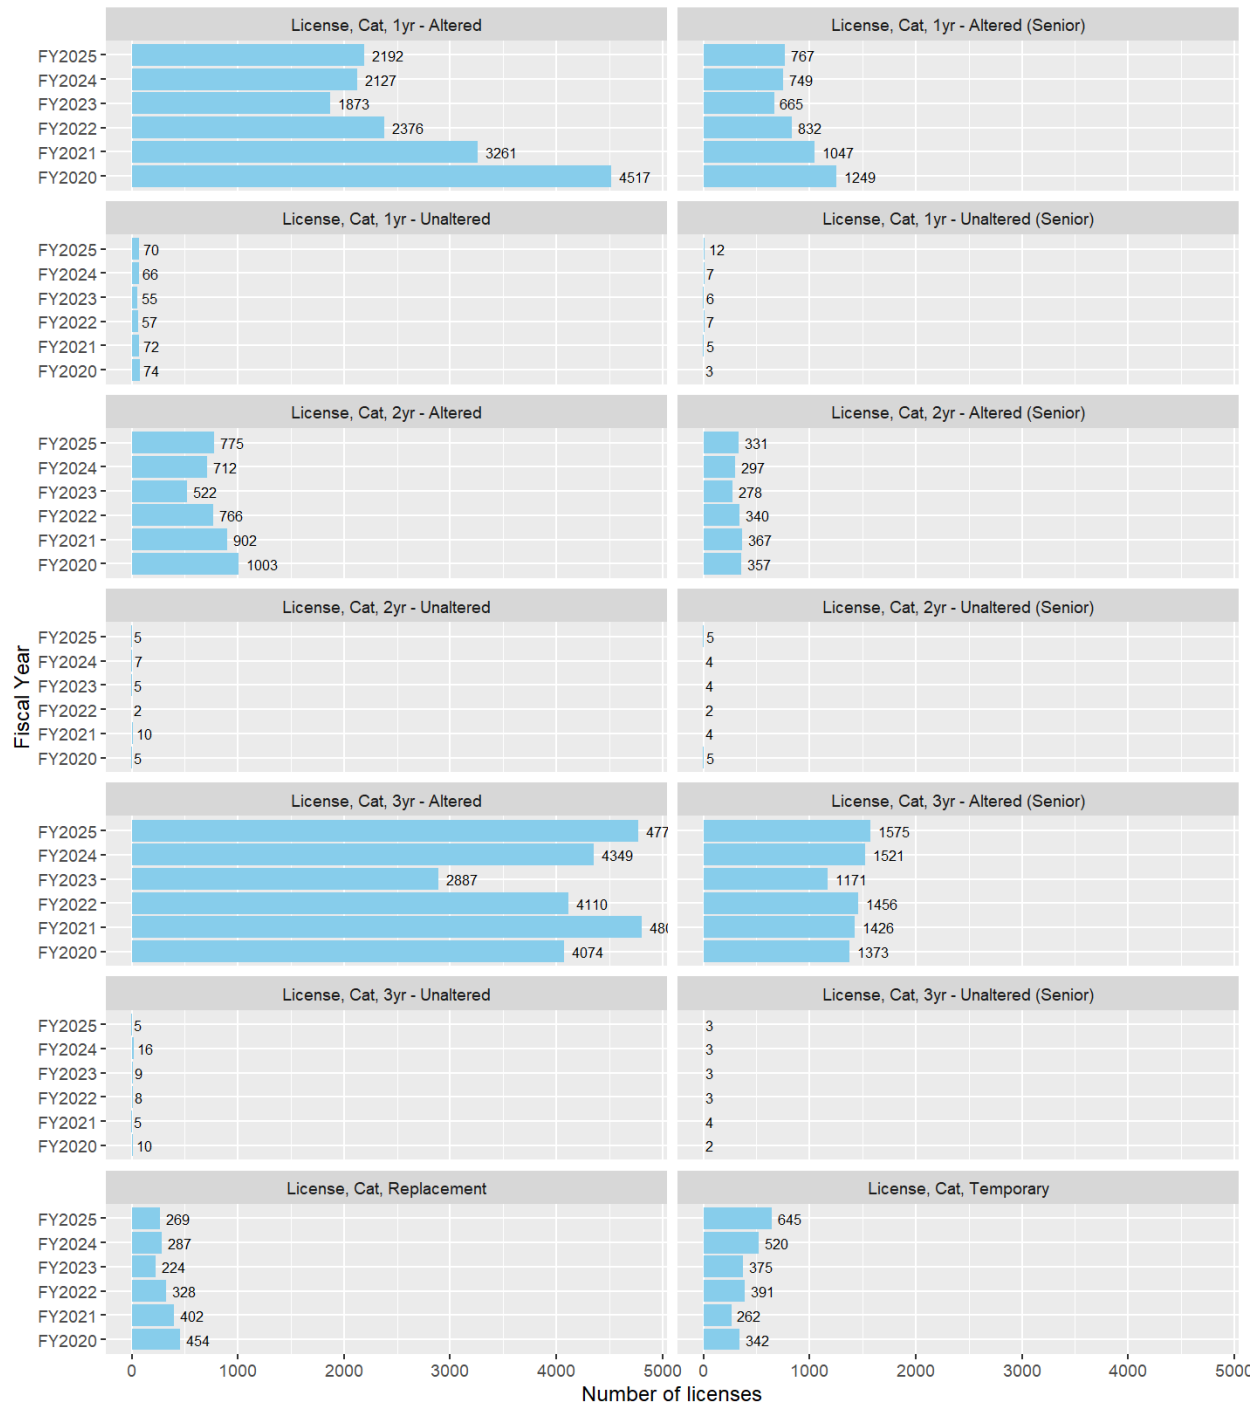 License, Cat, 1yr - Altered
FY2025 2192
FY2024 2127
FY2023 1873
FY2022 2376
FY2021 3261
FY2020 4517
License, Cat, 1yr - Altered (Senior)
767
749
665
832
1047
1249
License, Cat, 1yr - Unaltered
FY2025 70
FY2024 66
FY2023 55
FY2022 57
FY2021 72
FY2020 74
License, Cat, 1yr - Unaltered (Senior)
12
7
6
7
5
3
License, Cat, 2yr - Altered
FY2025 775
FY2024 712
FY2023 522
FY2022 766
FY2021 902
FY2020 1003
License, Cat, 2yr - Altered (Senior)
331
297
278
340
367
357
Fiscal Year
License, Cat, 2yr - Unaltered
FY2025 5
FY2024 7
FY2023 5
FY2022 2
FY2021 10
FY2020 5
License, Cat, 2yr - Unaltered (Senior)
5
4
4
2
4
5
License, Cat, 3yr - Altered
FY2025 477
FY2024 4349
FY2023 2887
FY2022 4110
FY2021 480
FY2020 4074
License, Cat, 3yr - Altered (Senior)
1575
1521
1171
1456
1426
1373
License, Cat, 3yr - Unaltered
FY2025 5
FY2024 16
FY2023 9
FY2022 8
FY2021 5
FY2020 10
License, Cat, 3yr - Unaltered (Senior)
3
3
3
3
4
2
License, Cat, Replacement
FY2025 269
FY2024 287
FY2023 224
FY2022 328
FY2021 402
FY2020 454
License, Cat, Temporary
645
520
375
391
262
342
0 1000 2000 3000 4000 5000 0 1000 2000 3000 4000 5000
Number of licenses